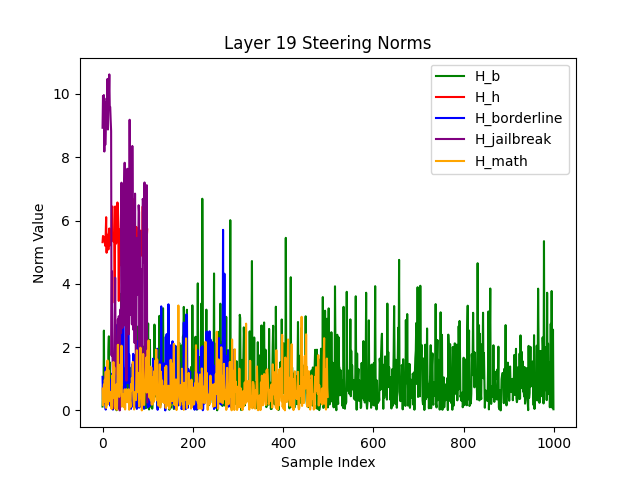 Layer 19 Steering Norms
H_b
H_h
H_borderline
H_jailbreak
H_math
Norm Value
10
8
6
4
2
0
0
200
400
600
800
1000
Sample Index